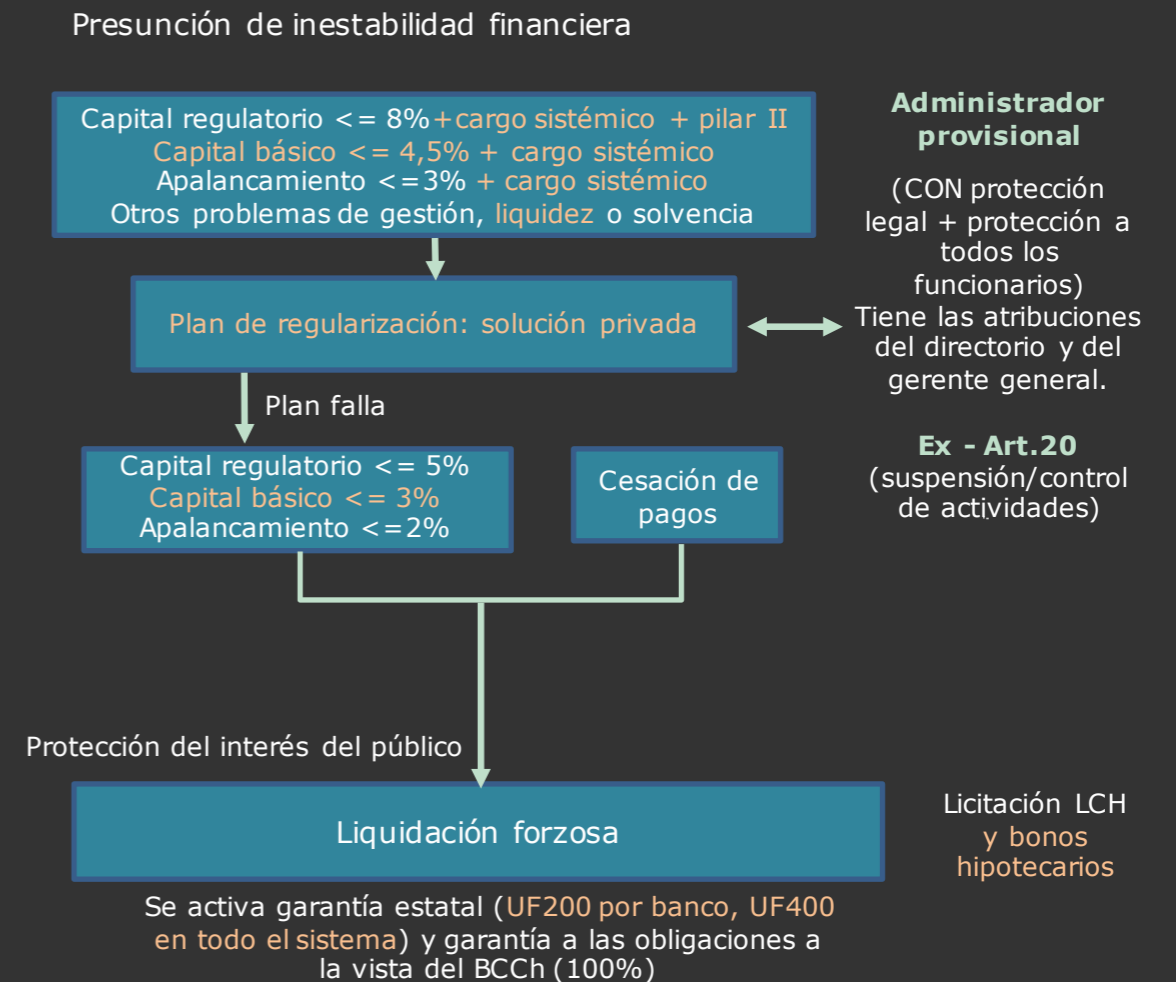 Presunción de inestabilidad financiera
Capital regulatorio <= 8%+cargo sistémico + pilar II
Capital básico <= 4,5% + cargo sistémico
Apalancamiento <=3% + cargo sistémico
Otros problemas de gestión, liquidez o solvencia
Administrador
provisional
(CON protección
legal + protección a
todos los
funcionarios)
Tiene las atribuciones
del directorio y del
gerente general.
Plan de regularización: solución privada
Plan falla
Ex - Art.20
(suspensión/control
de actividades)
Capital regulatorio <= 5%
Capital básico <= 3%
Apalancamiento <=2%
Cesación de
pagos
Protección del interés del público
Liquidación forzosa
Licitación LCH
y bonos
hipotecarios
Se activa garantía estatal (UF200 por banco, UF400
en todo el sistema) y garantía a las obligaciones a
la vista del BCCh (100%)